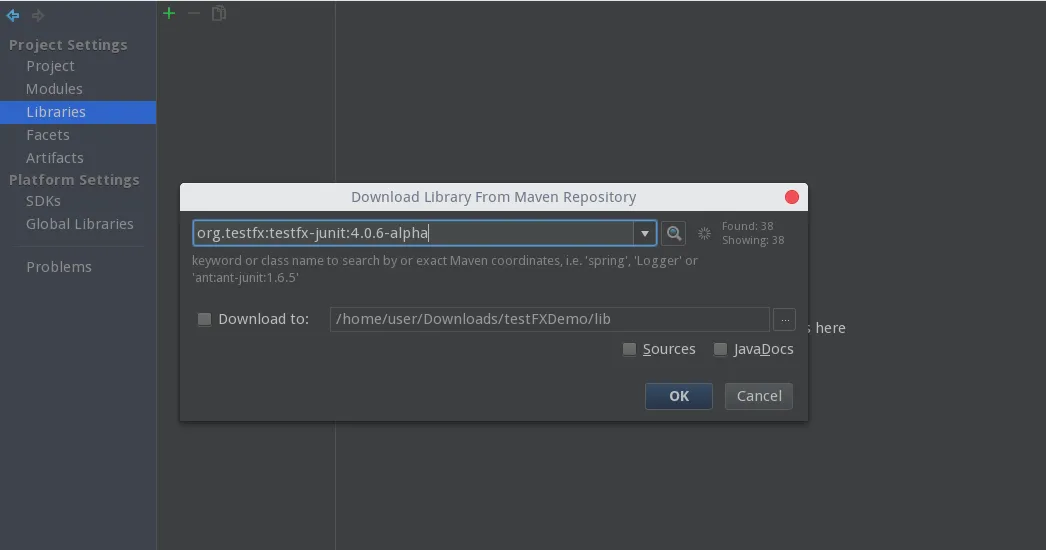 Project Settings
Project
Modules
Libraries
Facets
Artifacts
Platform Settings
SDKs
Global Libraries
Problems
Download Library From Maven Repository
org.testfx:testfx-junit:4.0.6-alpha
Found: 38
Showing: 38
keyword or class name to search by or exact Maven coordinates, i.e. 'spring', 'Logger' or
'ant:ant-junit:1.6.5'
Download to: /home/user/Downloads/testFXDemo/lib ...
here
Sources JavaDocs
OK Cancel